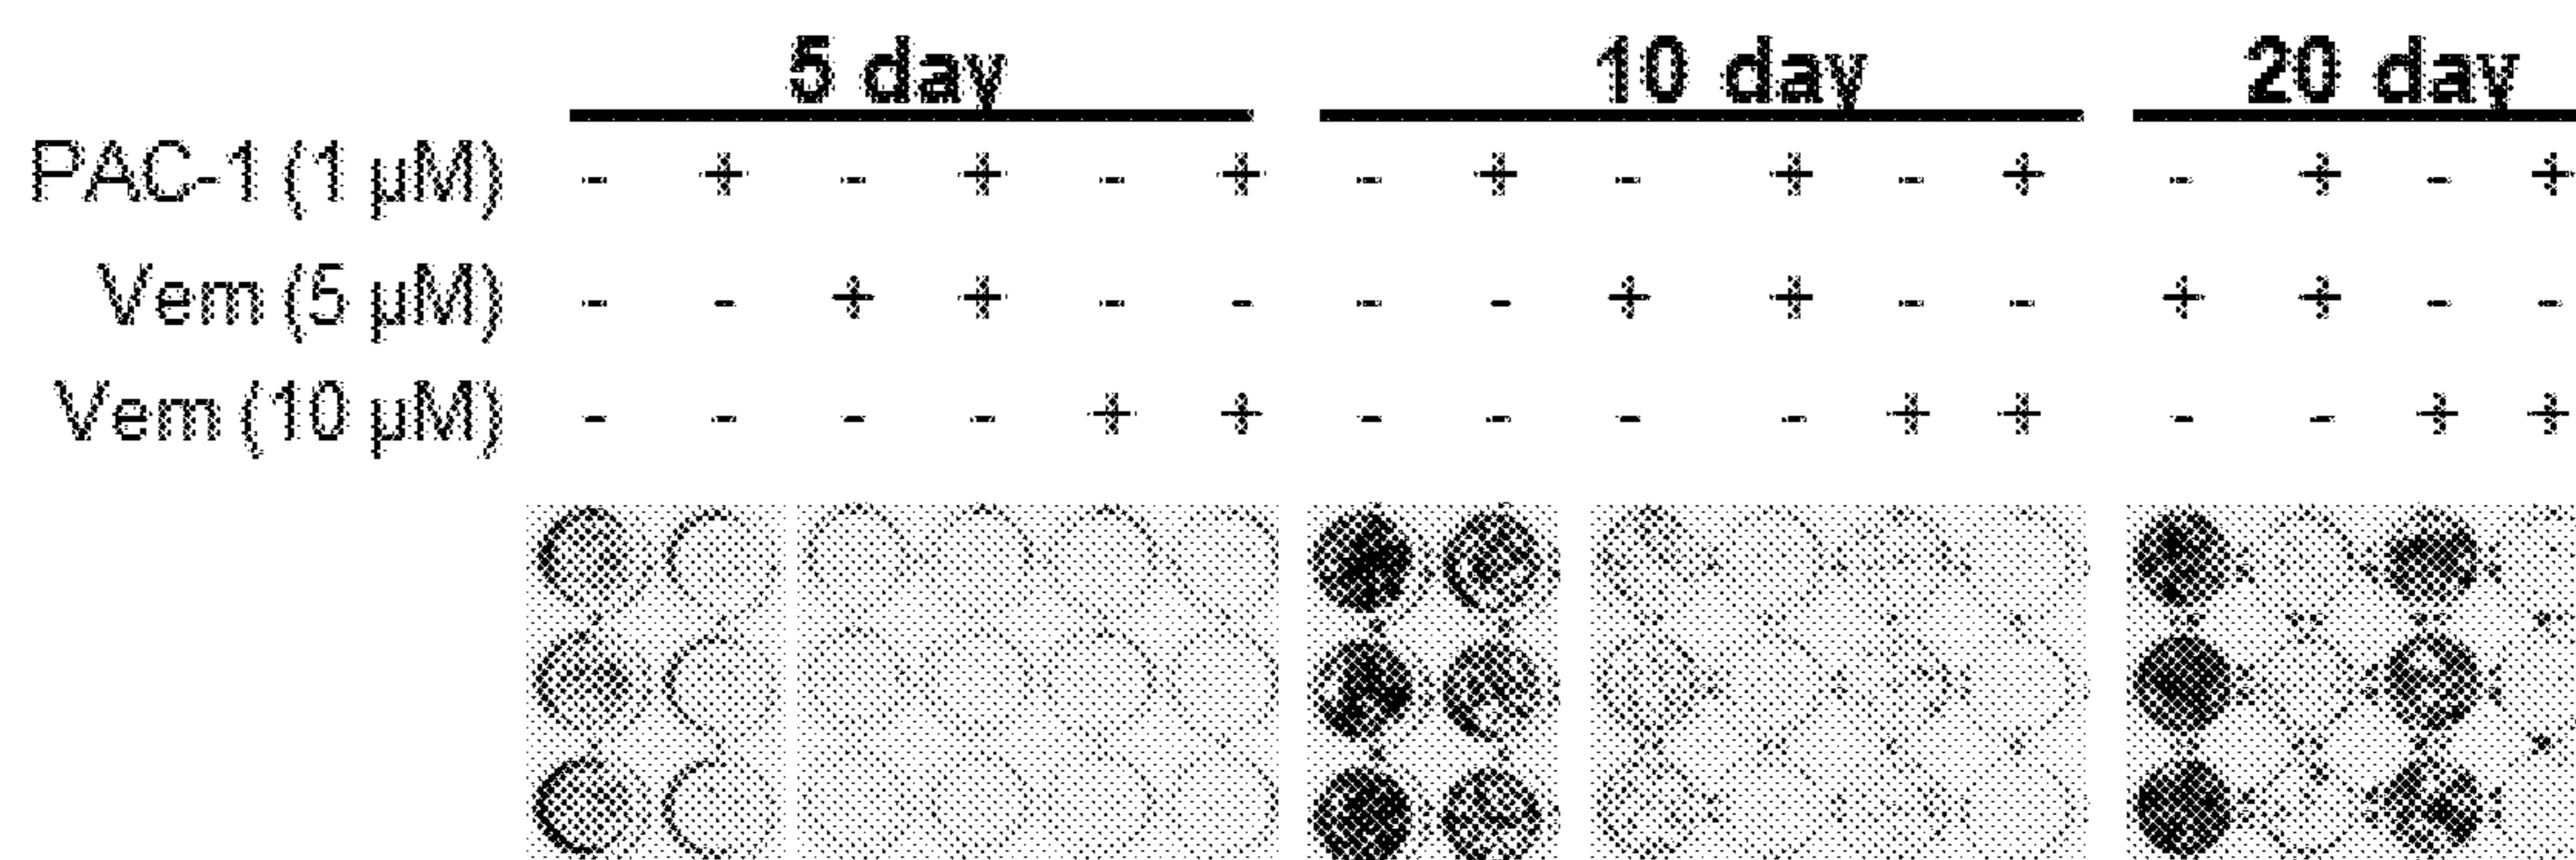 5 day 10 day 20 day
PAC-1 (1 µM) - + - + - + - + - + - + - + - +
Vem (5 µM) - - + + - - - - + + - - + + - -
Vem (10 µM) - - - - + + - - - - + + - - + +